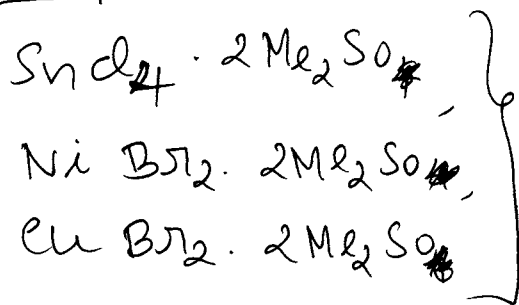 SnCl₄ · 2Me₂SO,
NiBr₂. 2Me₂SO,
CuBr₂. 2Me₂SO